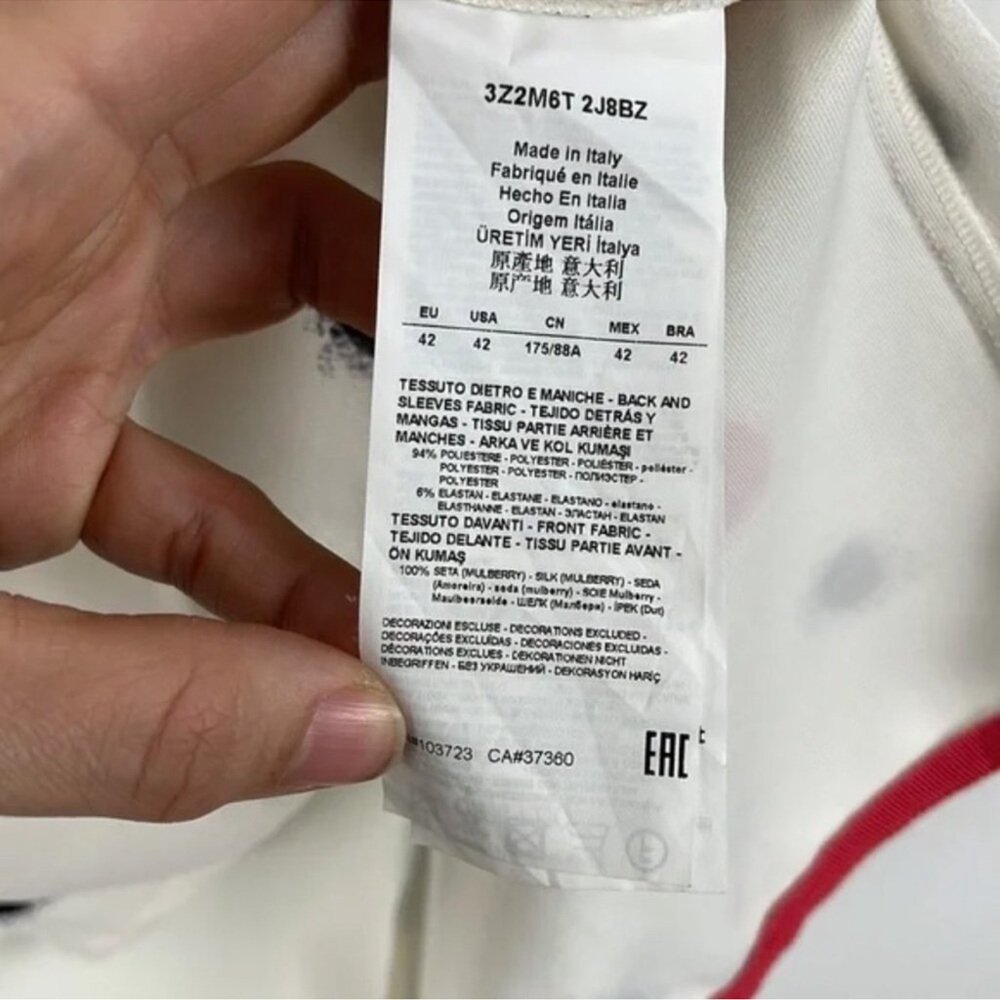 3Z2M6T 2J8BZ
Made in Italy
Fabriqué en Italie
Hecho En Italia
Origem Itália
ÜRETİM YERİ İtalya
原產地 意大利
原产地 意大利
EU USA CN MEX BRA
42 42 175/88A 42 42
TESSUTO DIETRO E MANICHE - BACK AND
SLEEVES FABRIC - TEJIDO DETRÁS Y
MANGAS - TISSU PARTIE ARRIÈRE ET
MANCHES - ARKA VE KOL KUMAŞI
94% POLIESTERE - POLYESTER - POLIÉSTER - poliéster -
POLYESTER - POLYESTER - ПОЛИЭСТЕР -
POLYESTER
6% ELASTAN - ELASTANE - ELASTANO - elastano -
ELASTHANNE - ELASTAN - ЭЛАСТАН - ELASTAN
TESSUTO DAVANTI - FRONT FABRIC -
TEJIDO DELANTE - TISSU PARTIE AVANT -
ÖN KUMAŞ
100% SETA (MULBERRY) - SILK (MULBERRY) - SEDA
(Amoreira) - seda (mulberry) - SOIE Mulberry -
Maulbeerseide - ШЕЛК (Малбери) - İPEK (Dut)
DECORAZIONI ESCLUSE - DECORATIONS EXCLUDED -
DECORAÇÕES EXCLUÍDAS - DECORACIONES EXCLUIDAS -
DÉCORATIONS EXCLUES - DEKORATIONEN NICHT
INBEGRIFFEN - БЕЗ УКРАШЕНИЙ - DEKORASYON HARİÇ
#103723 CA#37360
EAC